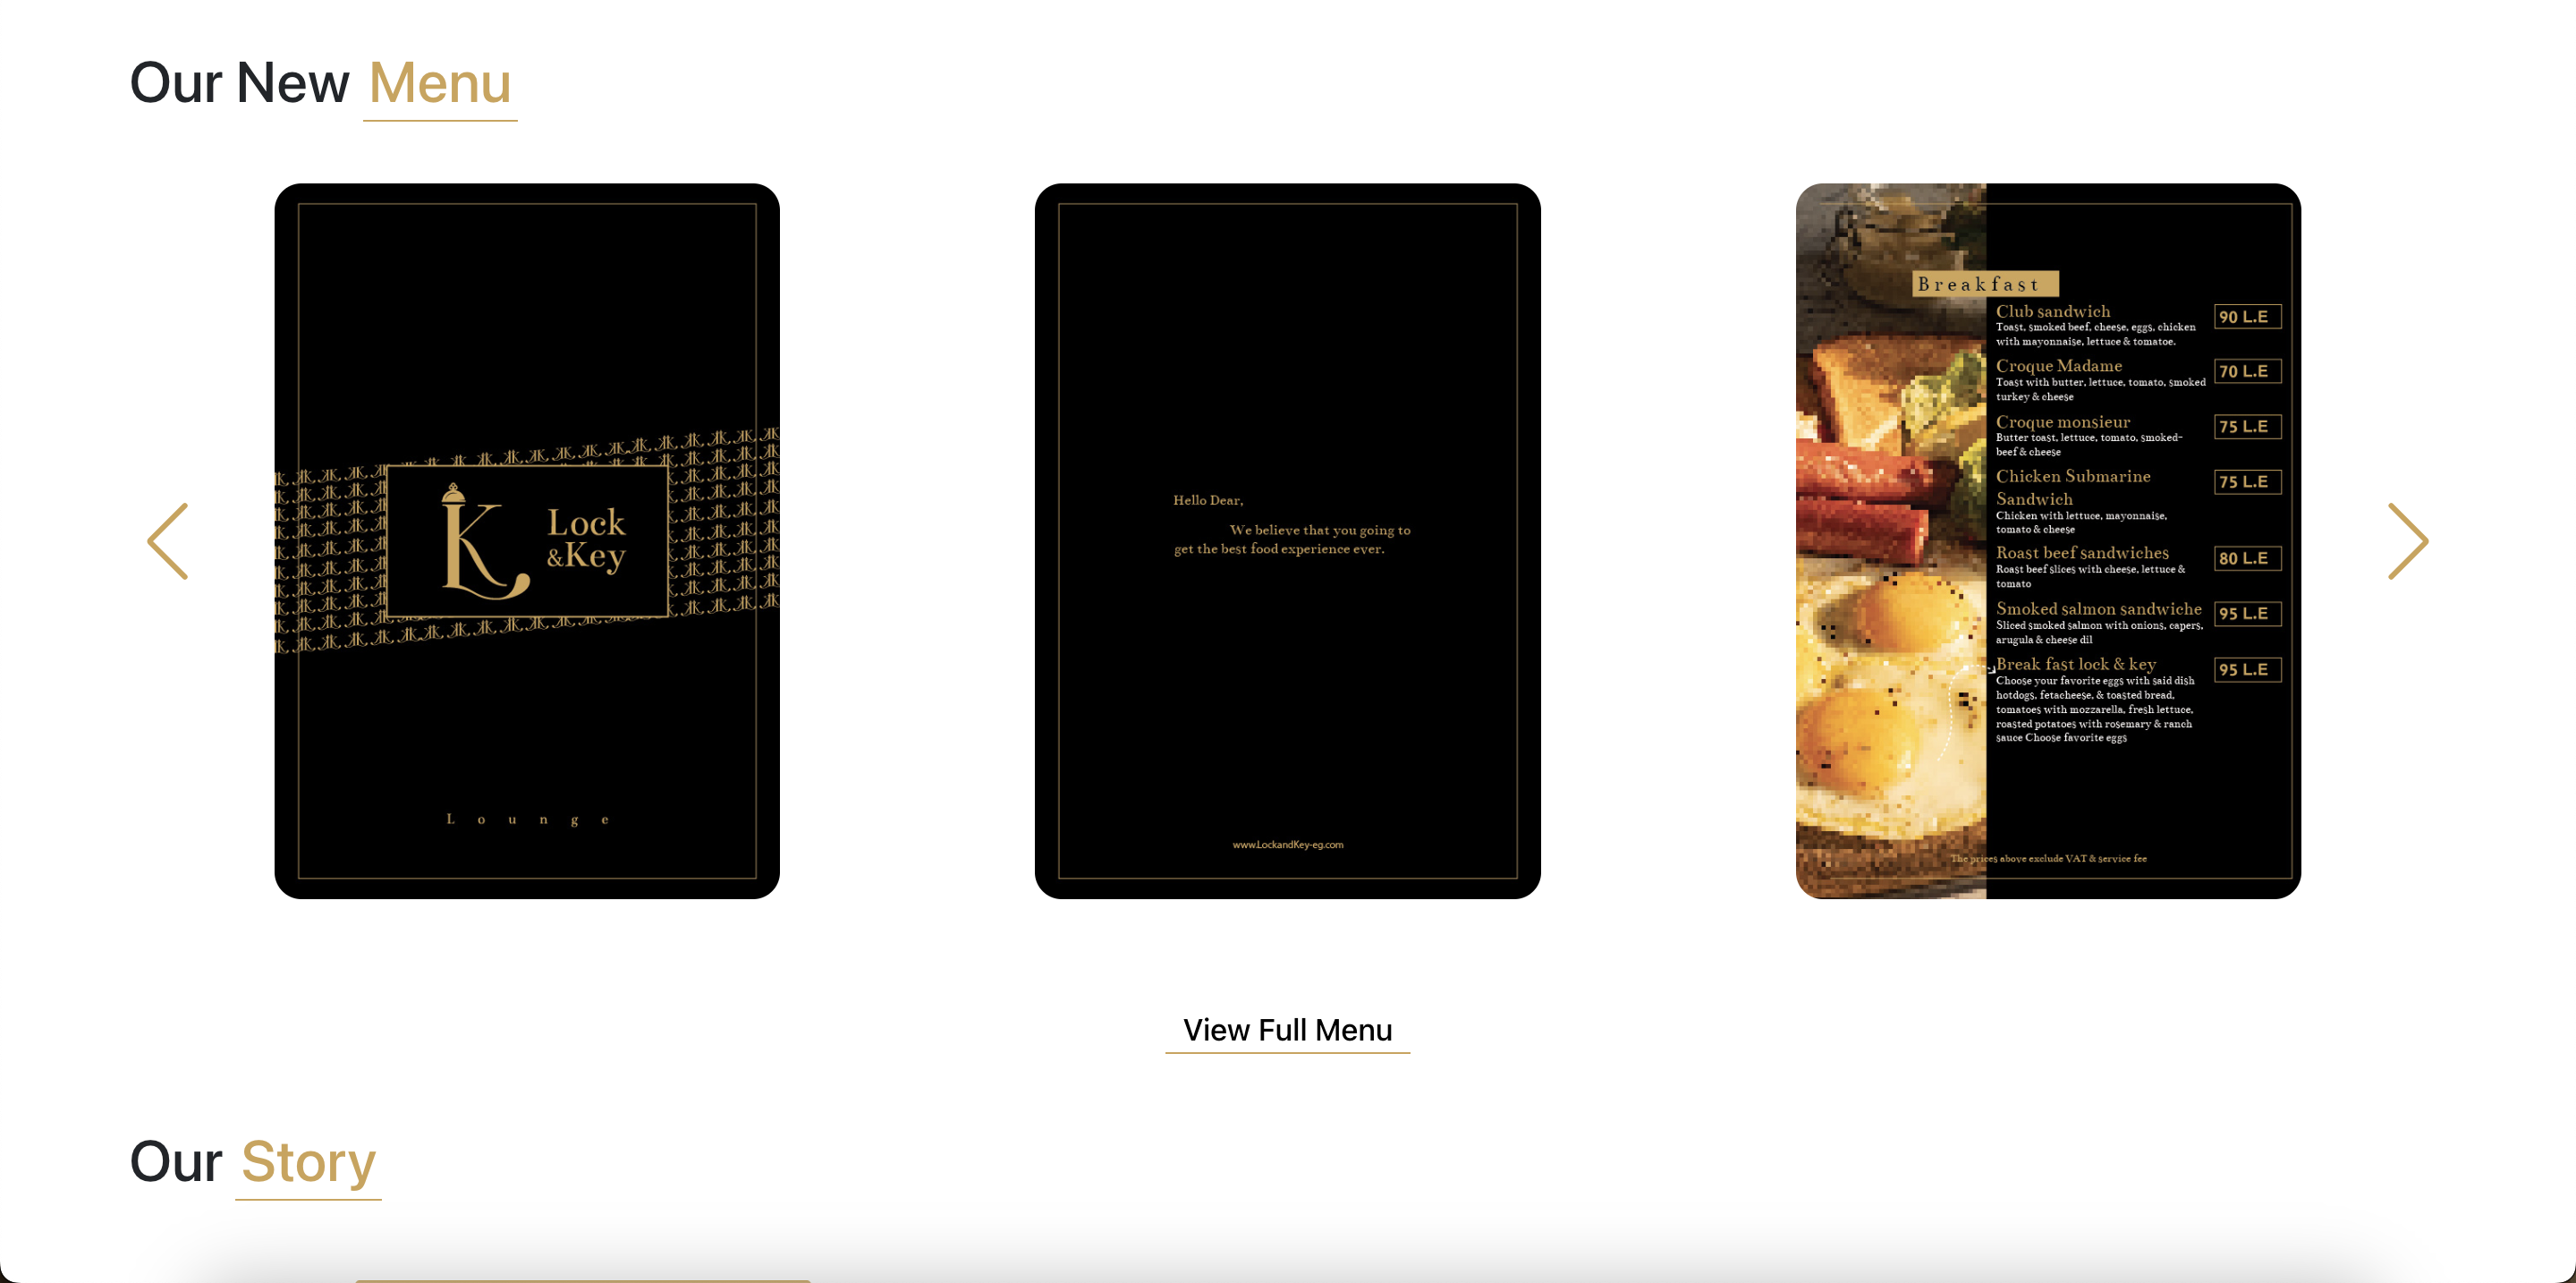 Our New Menu
Lock
&Key
Lounge
Hello Dear,
We believe that you going to
get the best food experience ever.
www.LockandKey-eg.com
Breakfast
Club sandwich 90 L.E
Toast, smoked beef, cheese, eggs, chicken
with mayonnaise, lettuce & tomatoe.
Croque Madame 70 L.E
Toast with butter, lettuce, tomato, smoked
turkey & cheese
Croque monsieur 75 L.E
Butter toast, lettuce, tomato, smoked-
beef & cheese
Chicken Submarine 75 L.E
Sandwich
Chicken with lettuce, mayonnaise,
tomato & cheese
Roast beef sandwiches 80 L.E
Roast beef slices with cheese, lettuce &
tomato
Smoked salmon sandwiche 95 L.E
Sliced smoked salmon with onions, capers,
arugula & cheese dil
Break fast lock & key 95 L.E
Choose your favorite eggs with said dish
hotdogs, fetacheese, & toasted bread,
tomatoes with mozzarella, fresh lettuce,
roasted potatoes with rosemary & ranch
sauce Choose favorite eggs
The prices above exclude VAT & service fee
View Full Menu
Our Story